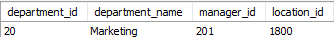 department_id department_name manager_id location_id
20 Marketing 201 1800